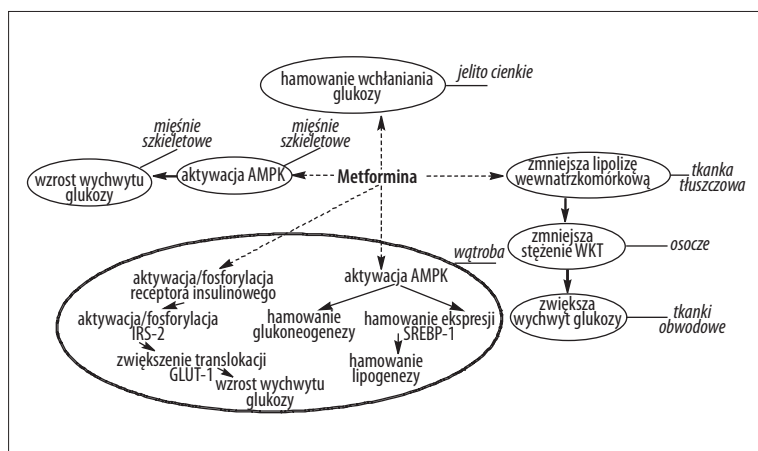 hamowanie wchłaniania
glukozy
jelito cienkie
mięśnie
szkieletowe
mięśnie
szkieletowe
wzrost wychwytu
glukozy
aktywacja AMPK
Metformina
zmniejsza lipolizę
wewnatrzkomórkową
tkanka
tłuszczowa
zmniejsza
stężenie WKT
osocze
zwiększa
wychwyt glukozy
tkanki
obwodowe
wątroba
aktywacja/fosforylacja
receptora insulinowego
aktywacja/fosforylacja
IRS-2
zwiększenie translokacji
GLUT-1
wzrost wychwytu
glukozy
aktywacja AMPK
hamowanie
glukoneogenezy
hamowanie ekspresji
SREBP-1
hamowanie
lipogenezy